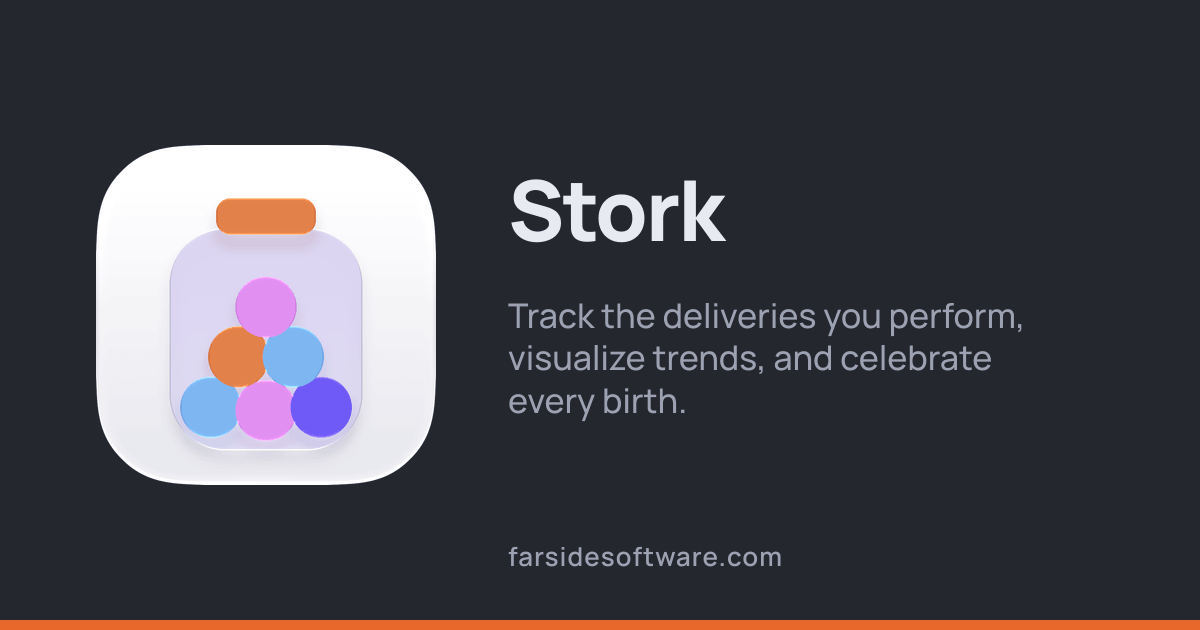 Stork
Track the deliveries you perform,
visualize trends, and celebrate
every birth.
farsidesoftware.com